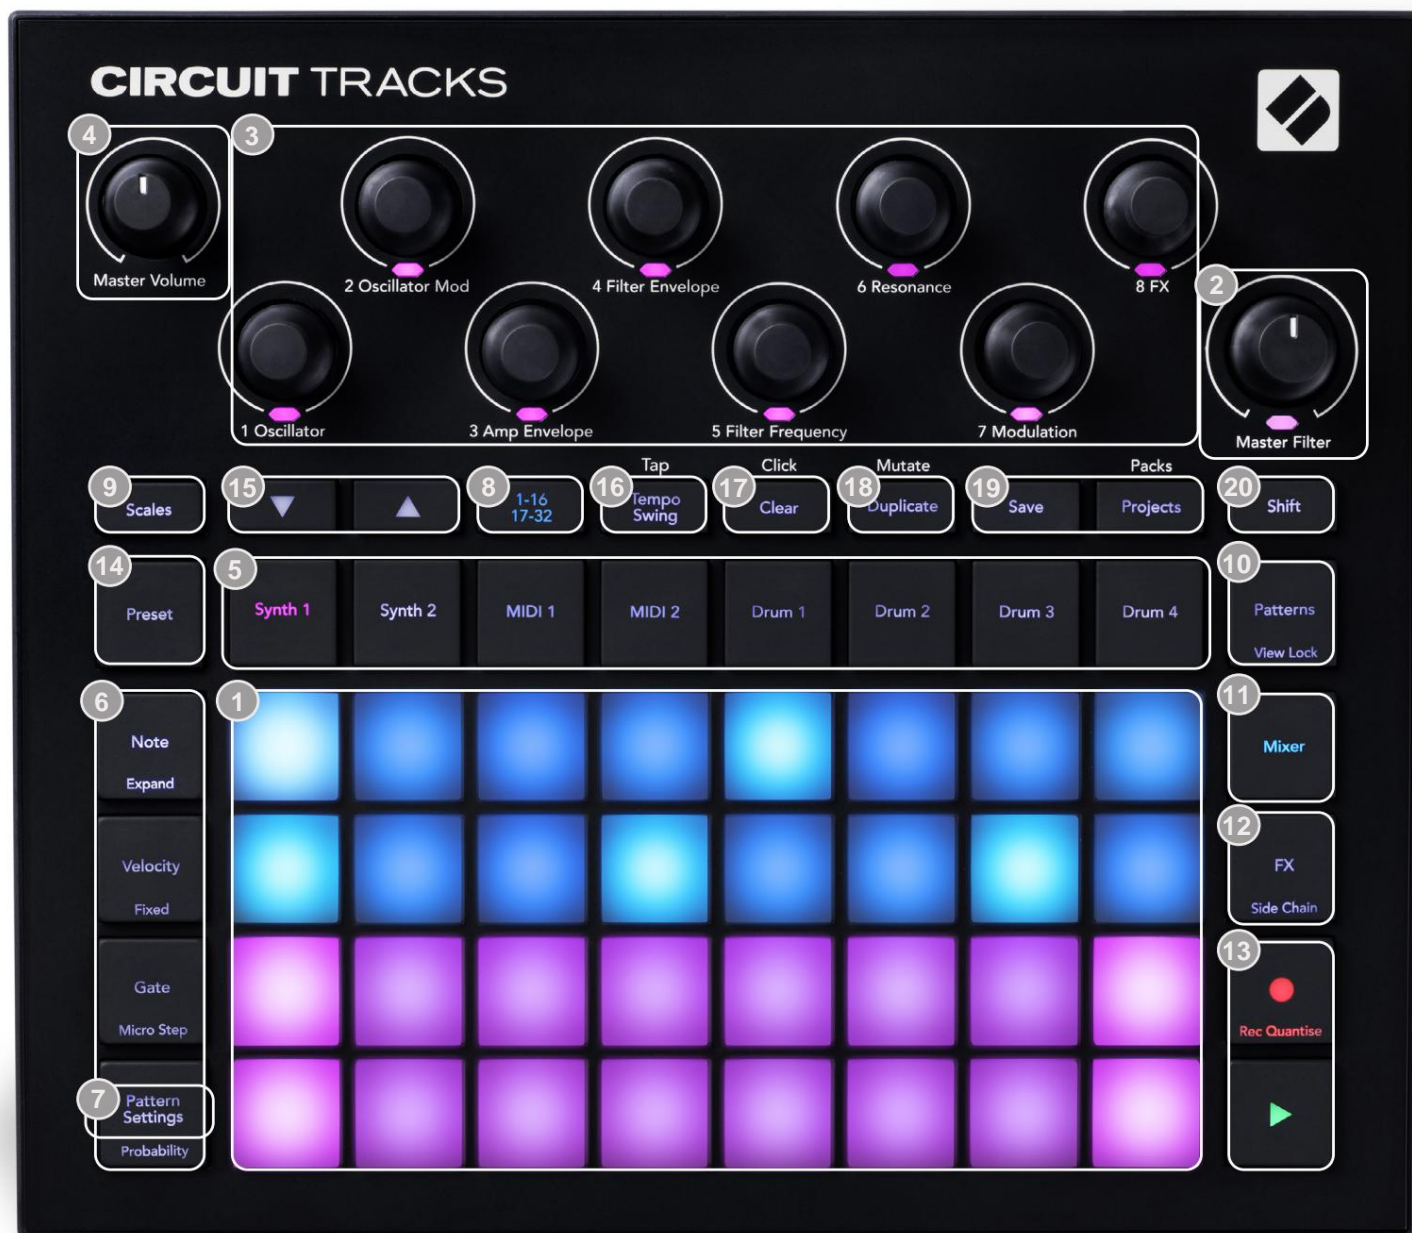 CIRCUIT TRACKS
4
3
Master Volume
2 Oscillator Mod
4 Filter Envelope
6 Resonance
8 FX
2
1 Oscillator
3 Amp Envelope
5 Filter Frequency
7 Modulation
Master Filter
Tap
Click
Mutate
Packs
9
Scales
15
8
1-16
17-32
16
Tempo
Swing
17
Clear
18
Duplicate
19
Save
Projects
20
Shift
14
Preset
5
Synth 1
Synth 2
MIDI 1
MIDI 2
Drum 1
Drum 2
Drum 3
Drum 4
10
Patterns
View Lock
6
Note
Expand
1
11
Mixer
Velocity
Fixed
12
FX
Side Chain
Gate
Micro Step
13
Rec Quantise
7
Pattern
Settings
Probability